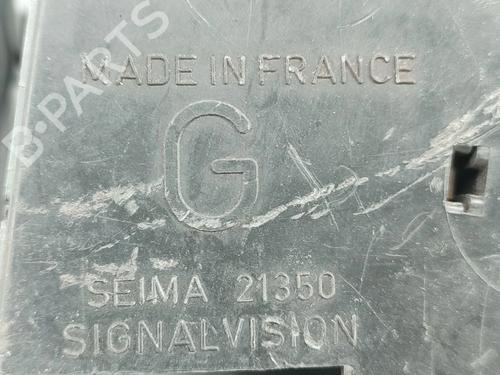 B-PARTS
MADE IN FRANCE
G
SEIMA 21350
SIGNALVISION